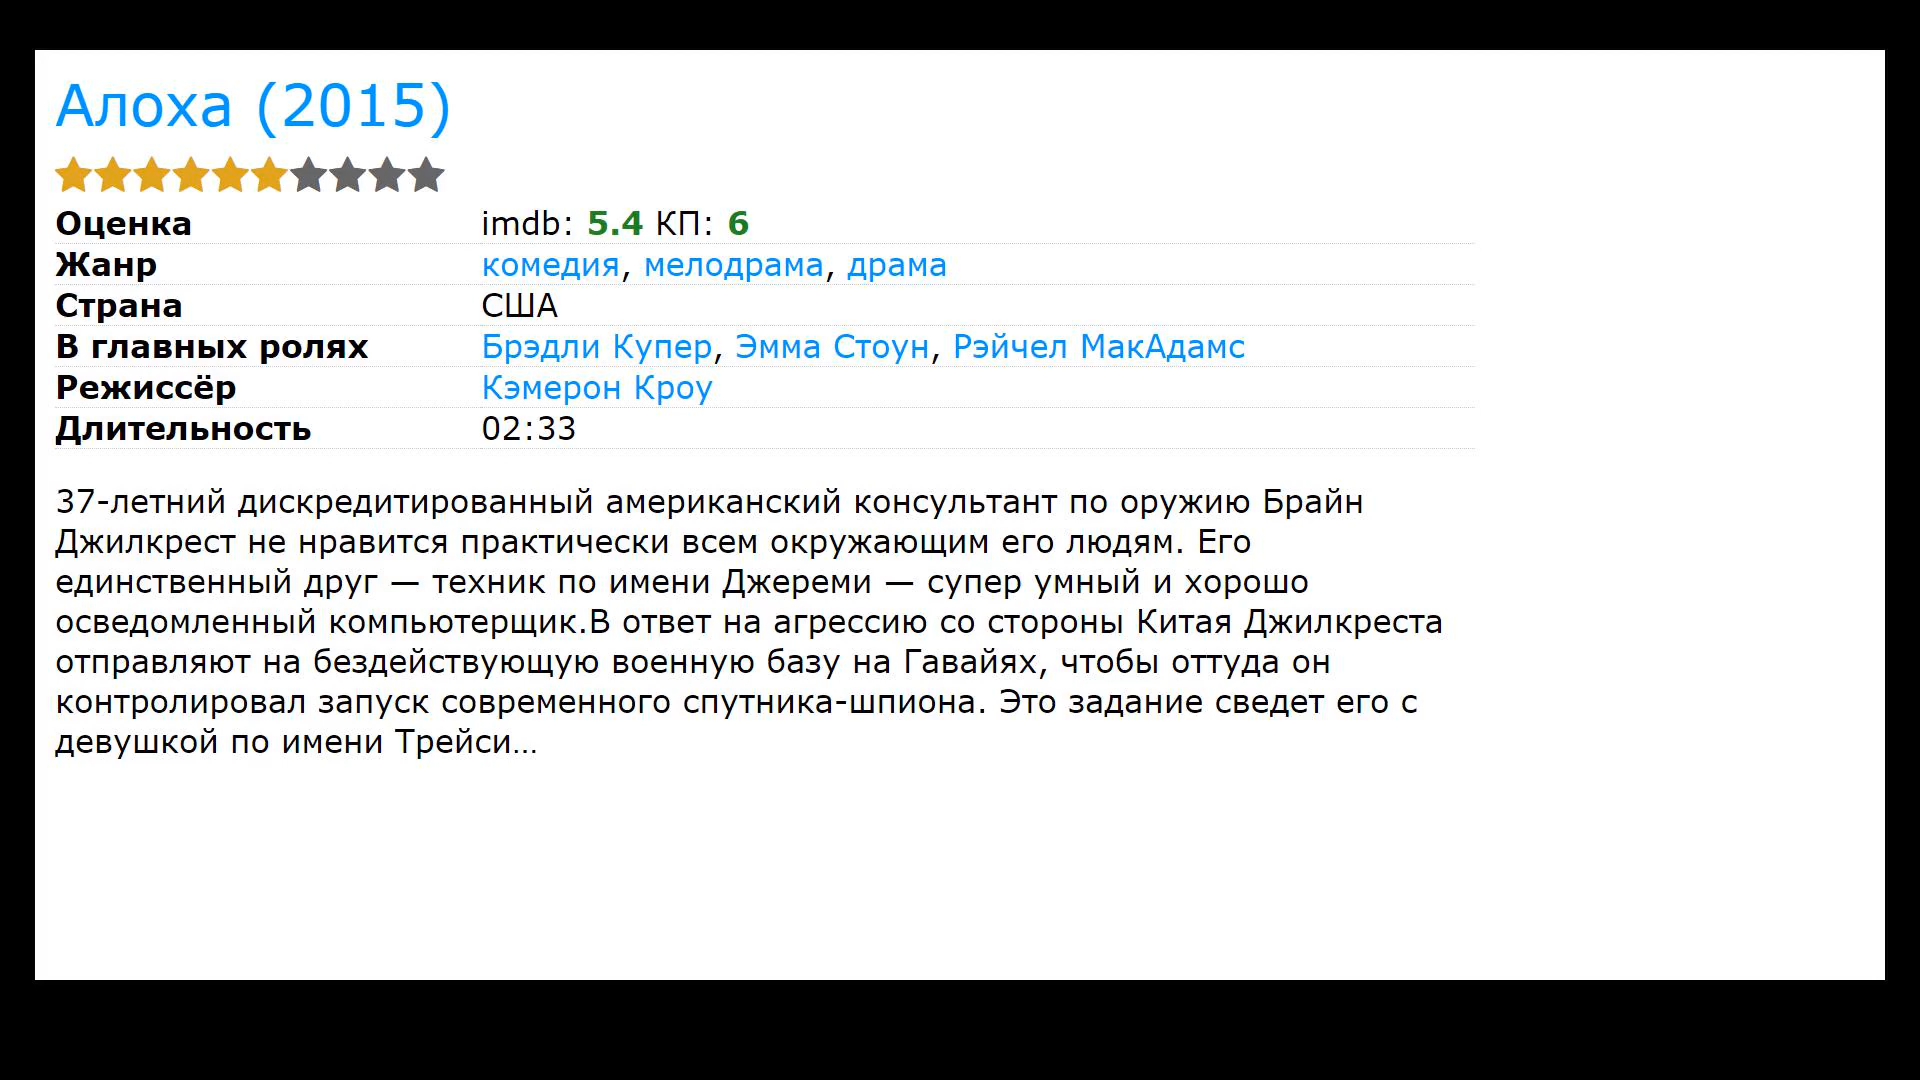 Алоха (2015)
Оценка imdb: 5.4 КП: 6
Жанр комедия, мелодрама, драма
Страна США
В главных ролях Брэдли Купер, Эмма Стоун, Рэйчел МакАдамс
Режиссёр Кэмерон Кроу
Длительность 02:33
37-летний дискредитированный американский консультант по оружию Брайн
Джилкрест не нравится практически всем окружающим его людям. Его
единственный друг — техник по имени Джереми — супер умный и хорошо
осведомленный компьютерщик.В ответ на агрессию со стороны Китая Джилкреста
отправляют на бездействующую военную базу на Гавайях, чтобы оттуда он
контролировал запуск современного спутника-шпиона. Это задание сведет его с
девушкой по имени Трейси…